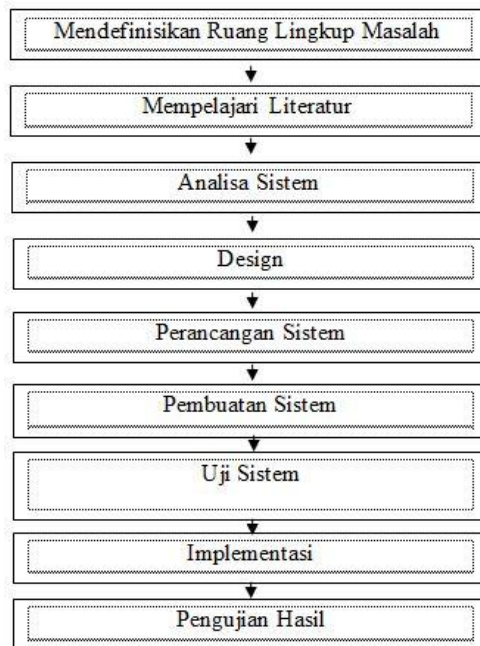 Mendefinisikan Ruang Lingkup Masalah
Mempelajari Literatur
Analisa Sistem
Design
Perancangan Sistem
Pembuatan Sistem
Uji Sistem
Implementasi
Pengujian Hasil